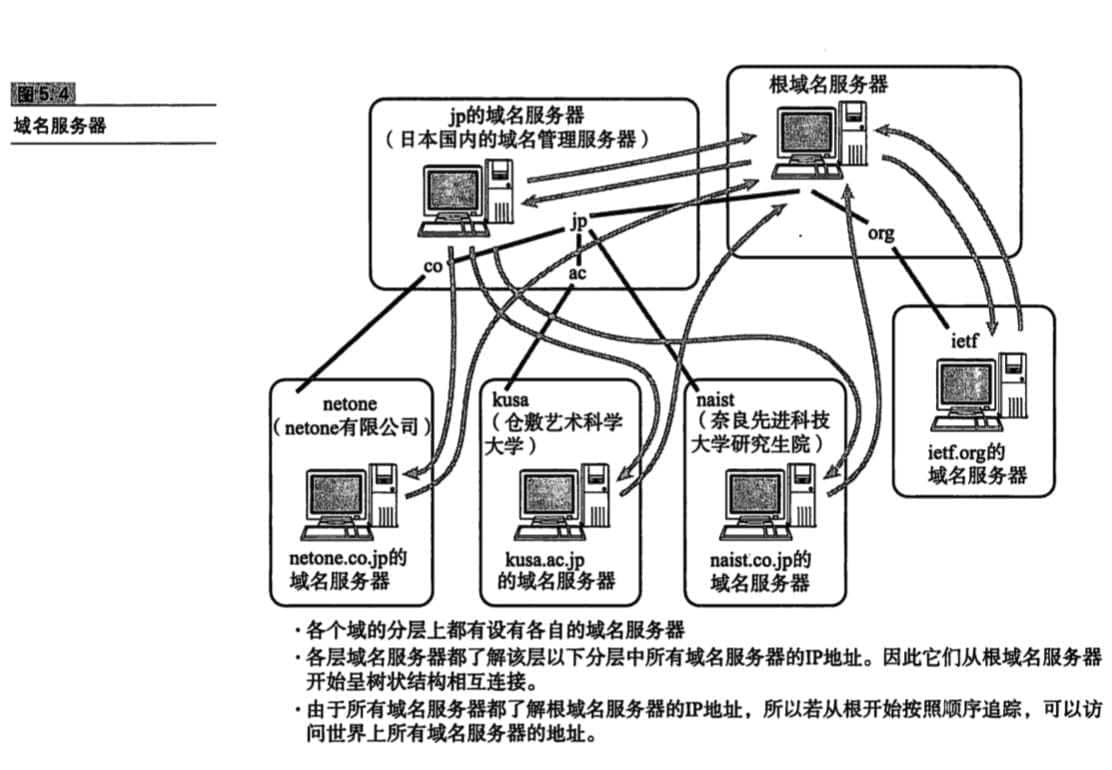 图5.4
域名服务器
根域名服务器
jp的域名服务器
（日本国内的域名管理服务器）
jp
org
co
ac
ietf
ietf.org的
域名服务器
netone
（netone有限公司）
netone.co.jp的
域名服务器
kusa
（仓敷艺术科学
大学）
kusa.ac.jp
的域名服务器
naist
（奈良先进科技
大学研究生院）
naist.co.jp的
域名服务器
·各个域的分层上都有设有各自的域名服务器
·各层域名服务器都了解该层以下分层中所有域名服务器的IP地址。因此它们从根域名服务器
开始呈树状结构相互连接。
·由于所有域名服务器都了解根域名服务器的IP地址，所以若从根开始按照顺序追踪，可以访
问世界上所有域名服务器的地址。